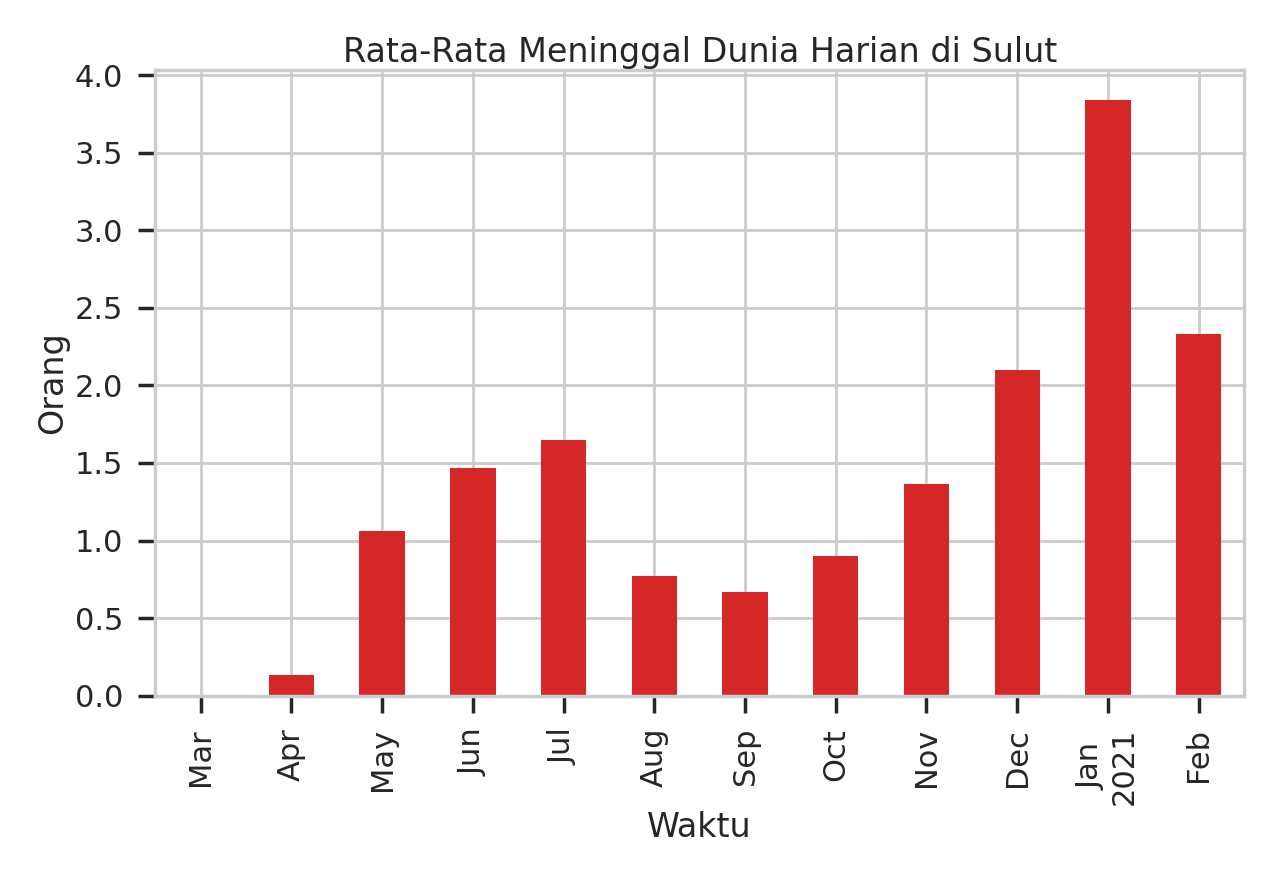 Rata-Rata Meninggal Dunia Harian di Sulut
4.0
3.5
3.0
2.5
2.0
1.5
1.0
0.5
0.0
Orang
Mar
Apr
May
Jun
Jul
Aug
Sep
Oct
Nov
Dec
Jan
2021
Feb
Waktu